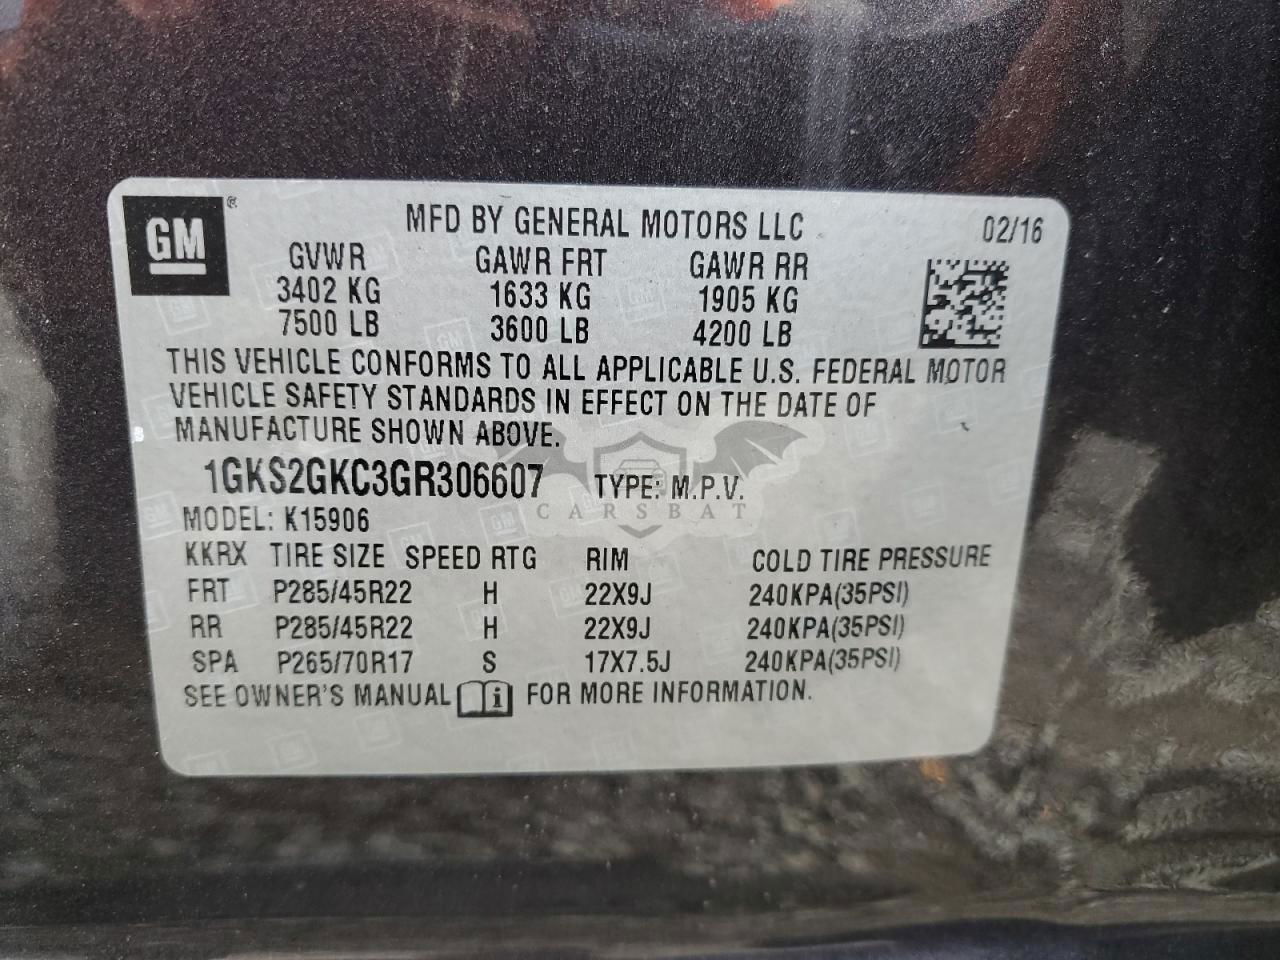 GM ® MFD BY GENERAL MOTORS LLC 02/16
GVWR GAWR FRT GAWR RR
3402 KG 1633 KG 1905 KG
7500 LB 3600 LB 4200 LB
THIS VEHICLE CONFORMS TO ALL APPLICABLE U.S. FEDERAL MOTOR
VEHICLE SAFETY STANDARDS IN EFFECT ON THE DATE OF
MANUFACTURE SHOWN ABOVE.
1GKS2GKC3GR306607 TYPE: M.P.V.
CARSBAT
MODEL: K15906
KKRX TIRE SIZE SPEED RTG RIM COLD TIRE PRESSURE
FRT P285/45R22 H 22X9J 240KPA(35PSI)
RR P285/45R22 H 22X9J 240KPA(35PSI)
SPA P265/70R17 S 17X7.5J 240KPA(35PSI)
SEE OWNER'S MANUAL i FOR MORE INFORMATION.